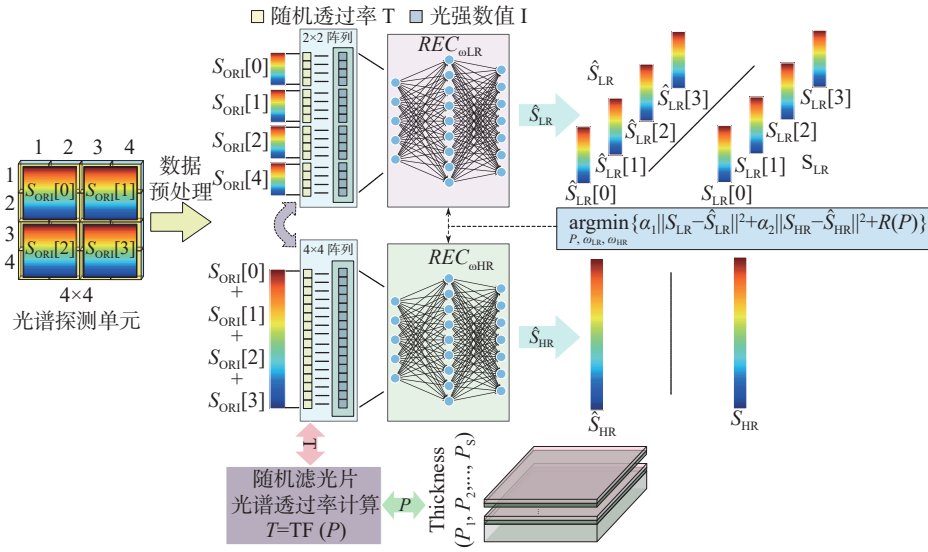 随机透过率 T
光强数值 I
2×2 阵列
S_ORI[0]
S_ORI[1]
S_ORI[2]
S_ORI[4]
REC_ωLR
Ŝ_LR
Ŝ_LR
Ŝ_LR[3]
Ŝ_LR[2]
Ŝ_LR[1]
Ŝ_LR[0]
S_LR[3]
S_LR[2]
S_LR[1]
S_LR
S_LR[0]
1 2 3 4
1
2
3
4
S_ORI[0] S_ORI[1]
S_ORI[2] S_ORI[3]
4×4
光谱探测单元
数据
预处理
argmin{α₁||S_LR−Ŝ_LR||²+α₂||S_HR−Ŝ_HR||²+R(P)}
P, ω_LR, ω_HR
4×4 阵列
S_ORI[0]
+
S_ORI[1]
+
S_ORI[2]
+
S_ORI[3]
REC_ωHR
Ŝ_HR
Ŝ_HR
S_HR
T
随机滤光片
光谱透过率计算
T=TF (P)
P
Thickness
(P₁, P₂,..., P_S)